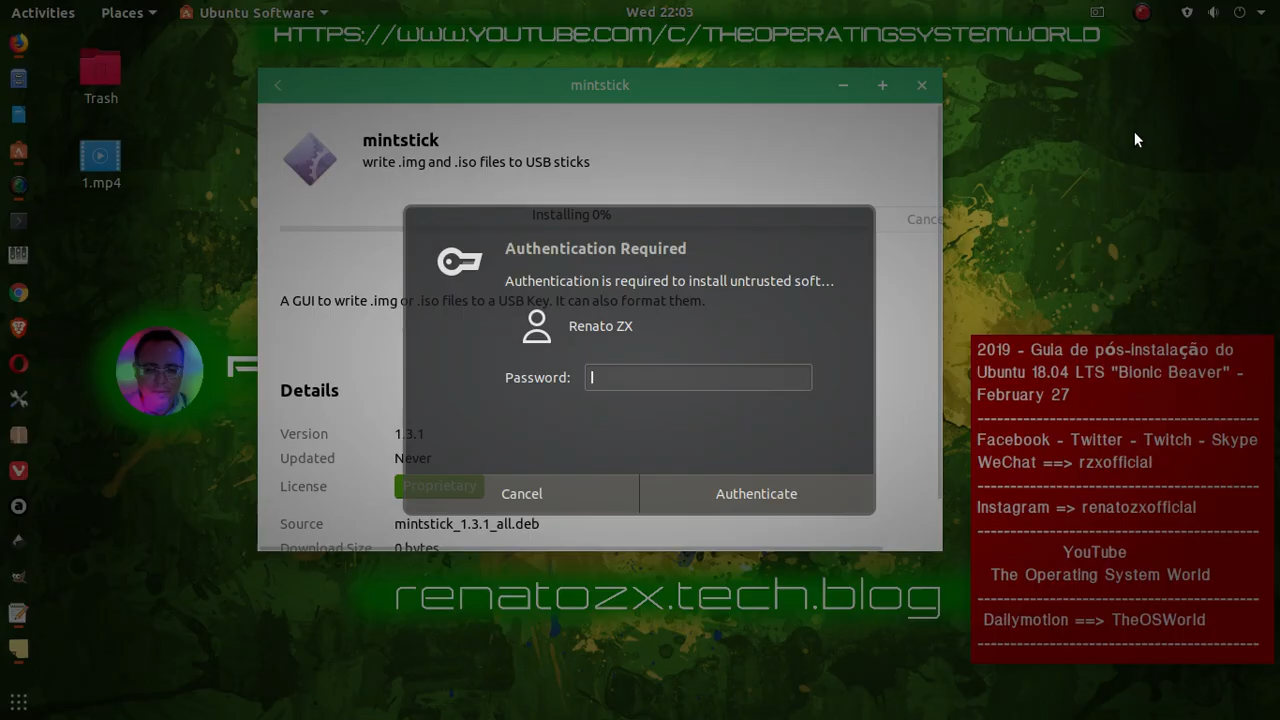 Activities
Places
Ubuntu Software
Wed 22:03
HTTPS://WWW.YOUTUBE.COM/C/THEOPERATINGSYSTEMWORLD
Trash
1.mp4
mintstick
mintstick
write .img and .iso files to USB sticks
Installing 0%
Cance
Authentication Required
Authentication is required to install untrusted soft…
A GUI to write .img or .iso files to a USB Key. It can also format them.
Renato ZX
Password:
Details
Version 1.3.1
Updated Never
License Proprietary
Cancel
Authenticate
Source mintstick_1.3.1_all.deb
Download Size 0 bytes
renatozx.tech.blog
2019 - Guia de pós-instalação do
Ubuntu 18.04 LTS "Bionic Beaver" -
February 27
Facebook - Twitter - Twitch - Skype
WeChat ==> rzxofficial
Instagram => renatozxofficial
YouTube
The Operating System World
Dailymotion ==> TheOSWorld